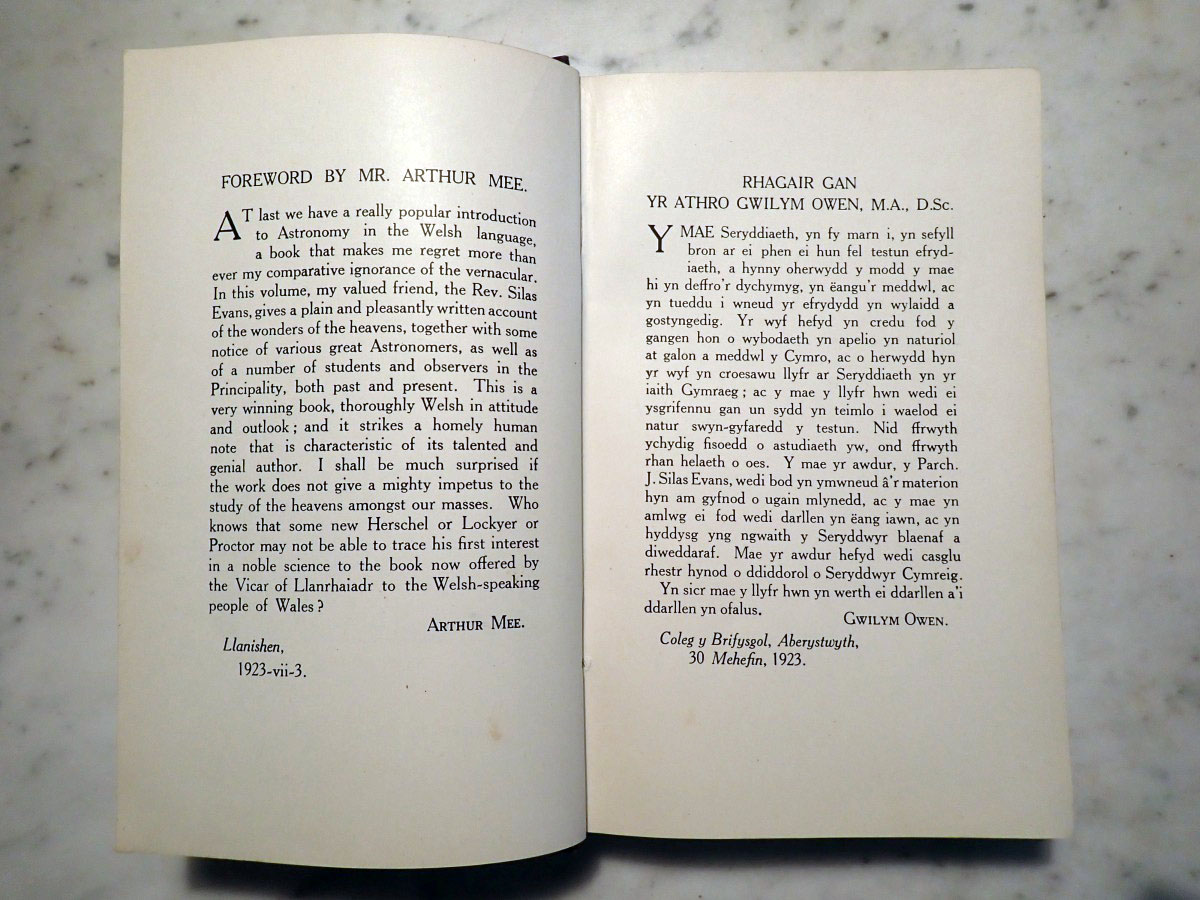 FOREWORD BY MR. ARTHUR MEE.
AT last we have a really popular introduction
to Astronomy in the Welsh language,
a book that makes me regret more than
ever my comparative ignorance of the vernacular.
In this volume, my valued friend, the Rev. Silas
Evans, gives a plain and pleasantly written account
of the wonders of the heavens, together with some
notice of various great Astronomers, as well as
of a number of students and observers in the
Principality, both past and present. This is a
very winning book, thoroughly Welsh in attitude
and outlook; and it strikes a homely human
note that is characteristic of its talented and
genial author. I shall be much surprised if
the work does not give a mighty impetus to the
study of the heavens amongst our masses. Who
knows that some new Herschel or Lockyer or
Proctor may not be able to trace his first interest
in a noble science to the book now offered by
the Vicar of Llanrhaiadr to the Welsh-speaking
people of Wales?
ARTHUR MEE.
Llanishen,
1923-vii-3.
RHAGAIR GAN
YR ATHRO GWILYM OWEN, M.A., D.Sc.
Y MAE Seryddiaeth, yn fy marn i, yn sefyll
bron ar ei phen ei hun fel testun efryd-
iaeth, a hynny oherwydd y modd y mae
hi yn deffro'r dychymyg, yn ëangu'r meddwl, ac
yn tueddu i wneud yr efrydydd yn wylaidd a
gostyngedig. Yr wyf hefyd yn credu fod y
gangen hon o wybodaeth yn apelio yn naturiol
at galon a meddwl y Cymro, ac o herwydd hyn
yr wyf yn croesawu llyfr ar Seryddiaeth yn yr
iaith Gymraeg; ac y mae y llyfr hwn wedi ei
ysgrifennu gan un sydd yn teimlo i waelod ei
natur swyn-gyfaredd y testun. Nid ffrwyth
ychydig fisoedd o astudiaeth yw, ond ffrwyth
rhan helaeth o oes. Y mae yr awdur, y Parch.
J. Silas Evans, wedi bod yn ymwneud â'r materion
hyn am gyfnod o ugain mlynedd, ac y mae yn
amlwg ei fod wedi darllen yn ëang iawn, ac yn
hyddysg yng ngwaith y Seryddwyr blaenaf a
diweddaraf. Mae yr awdur hefyd wedi casglu
rhestr hynod o ddiddorol o Seryddwyr Cymreig.
Yn sicr mae y llyfr hwn yn werth ei ddarllen a'i
ddarllen yn ofalus.
GWILYM OWEN.
Coleg y Brifysgol, Aberystwyth,
30 Mehefin, 1923.